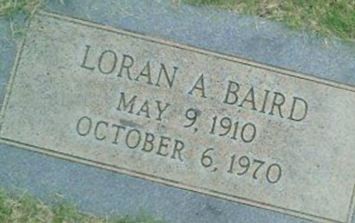 LORAN A BAIRD
MAY 9, 1910
OCTOBER 6, 1970